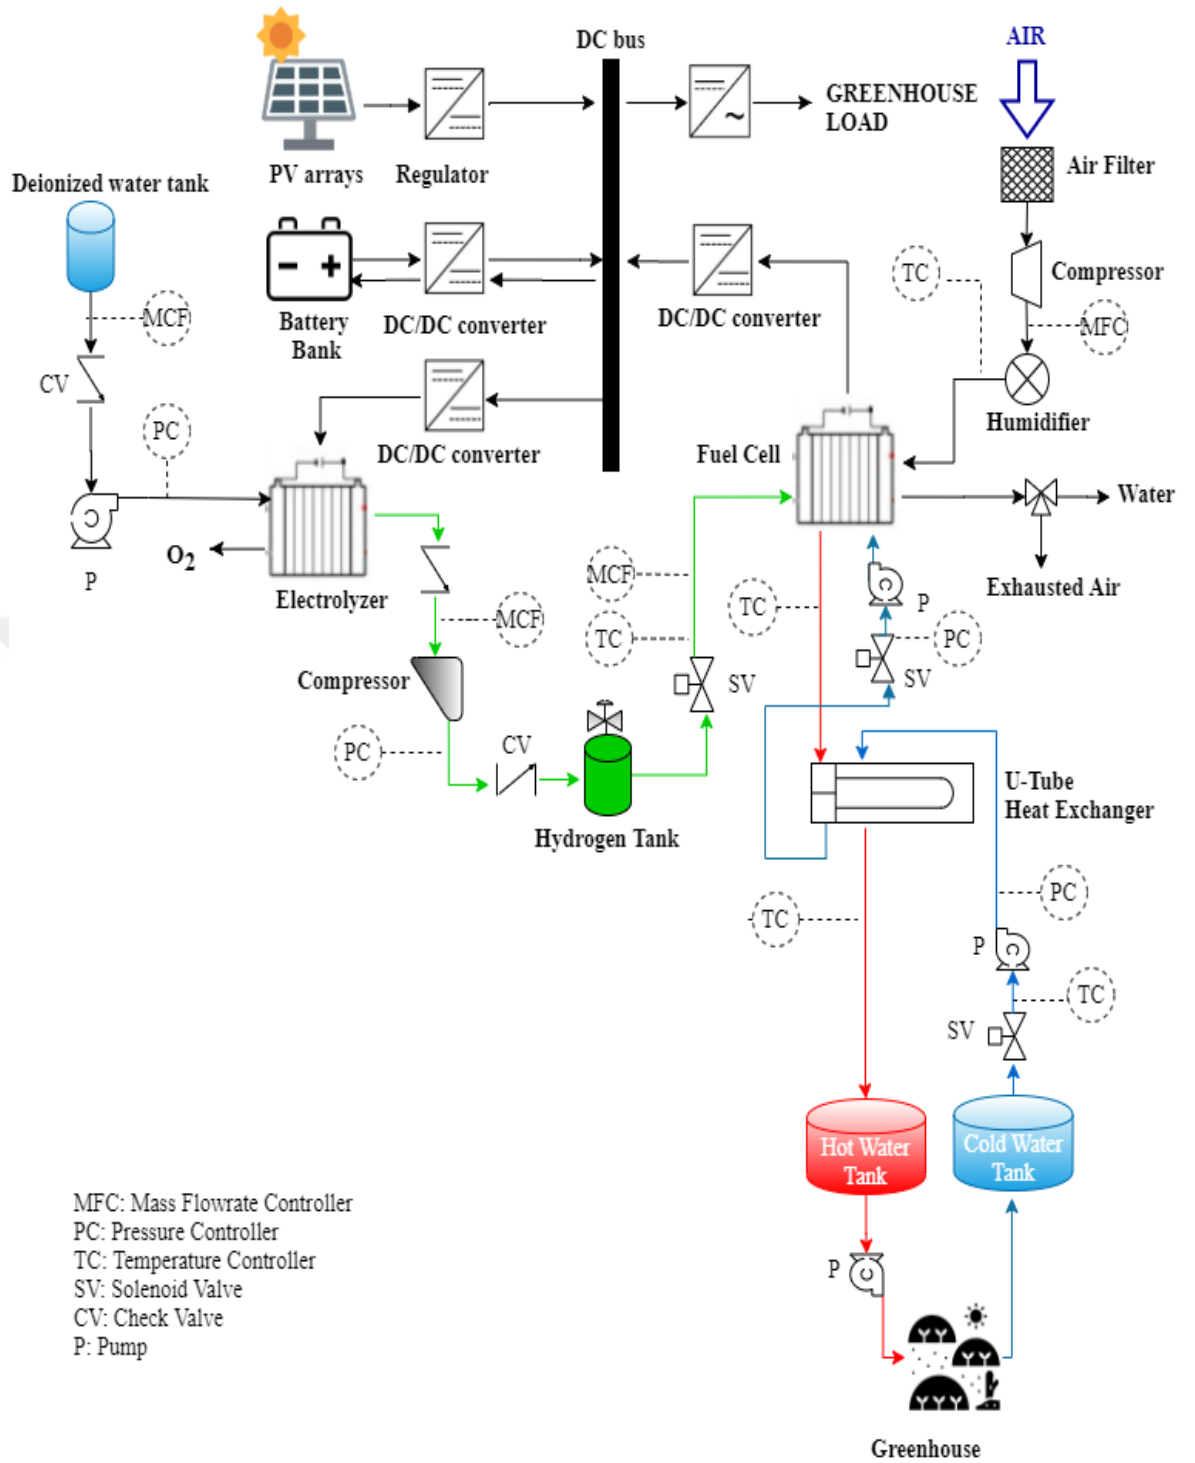 DC bus
AIR
GREENHOUSE
LOAD
~
PV arrays
Regulator
Air Filter
Deionized water tank
TC
Compressor
MCF
MFC
Battery
Bank
DC/DC converter
DC/DC converter
CV
PC
Humidifier
DC/DC converter
Fuel Cell
Water
O2
P
Electrolyzer
Exhausted Air
MCF
TC
P
MCF
TC
PC
Compressor
SV
SV
PC
CV
U-Tube
Heat Exchanger
Hydrogen Tank
PC
TC
P
TC
SV
Hot Water
Tank
Cold Water
Tank
MFC: Mass Flowrate Controller
PC: Pressure Controller
TC: Temperature Controller
SV: Solenoid Valve
CV: Check Valve
P: Pump
P
Greenhouse